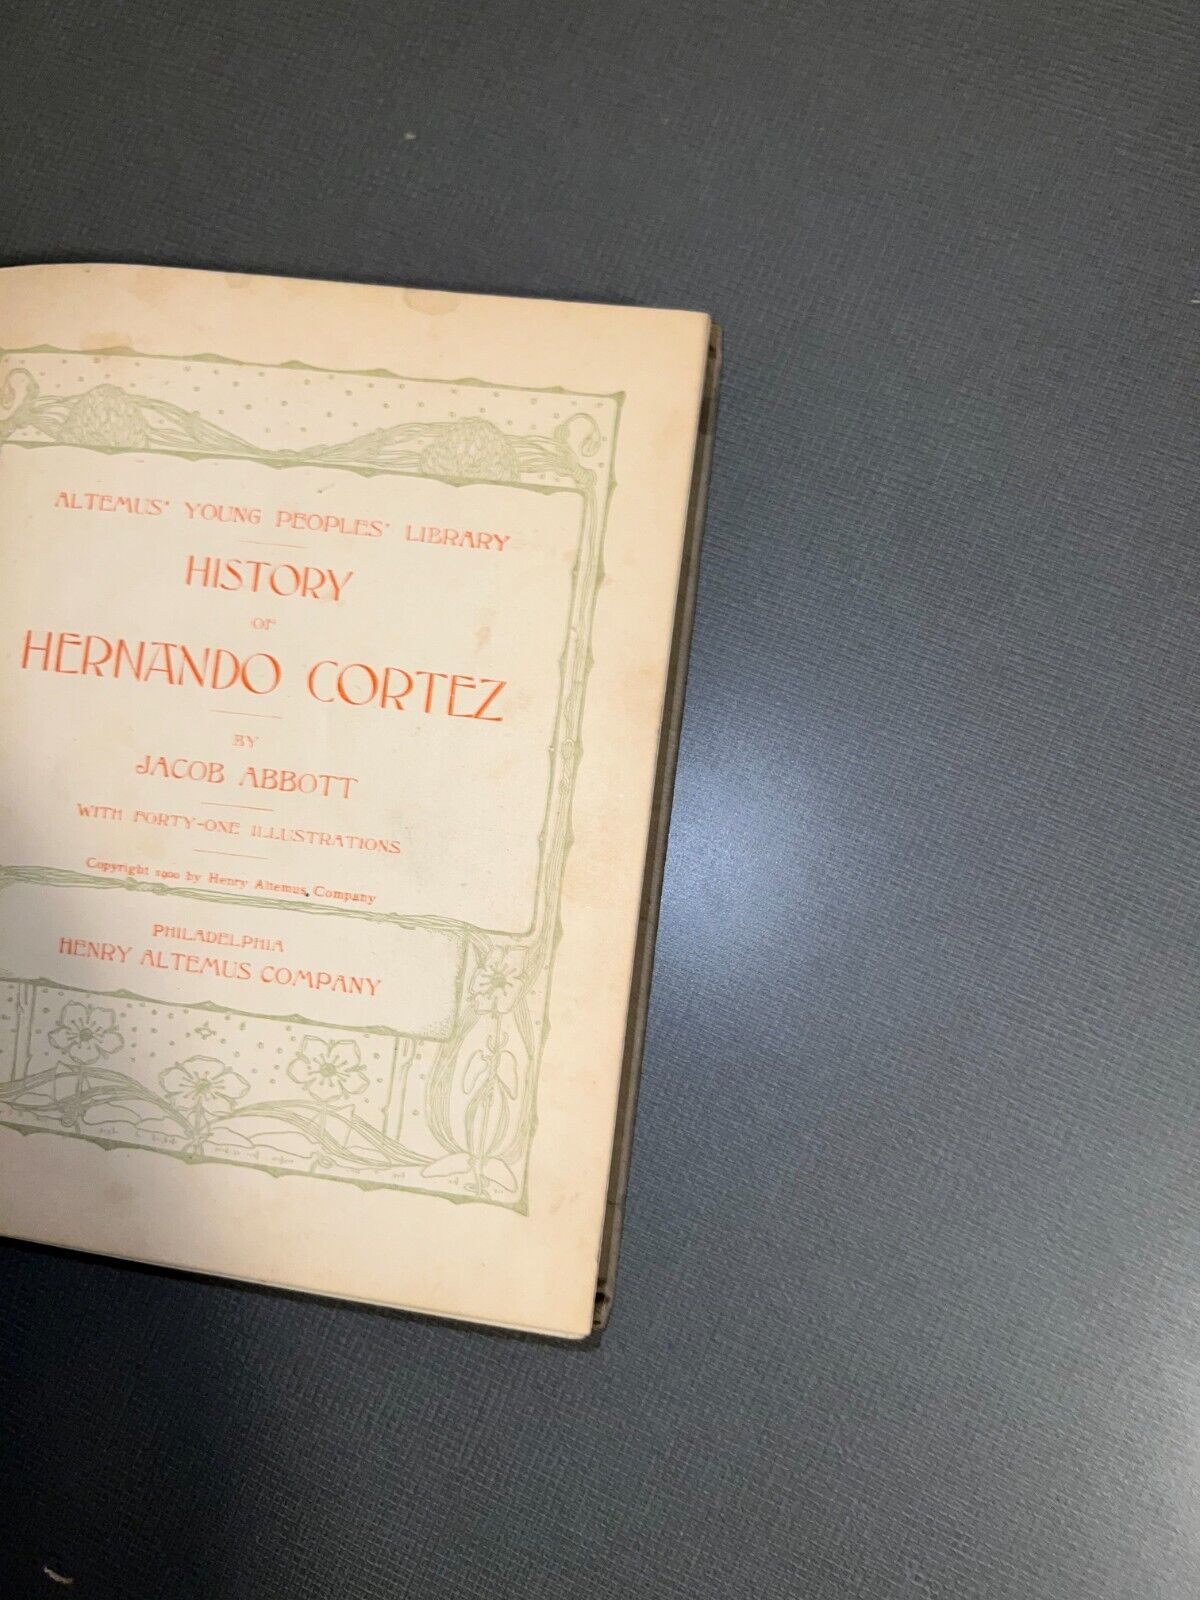 ALTEMUS' YOUNG PEOPLES' LIBRARY
HISTORY
OF
HERNANDO CORTEZ
BY
JACOB ABBOTT
WITH FORTY-ONE ILLUSTRATIONS
Copyright 1900 by Henry Altemus Company
PHILADELPHIA
HENRY ALTEMUS COMPANY